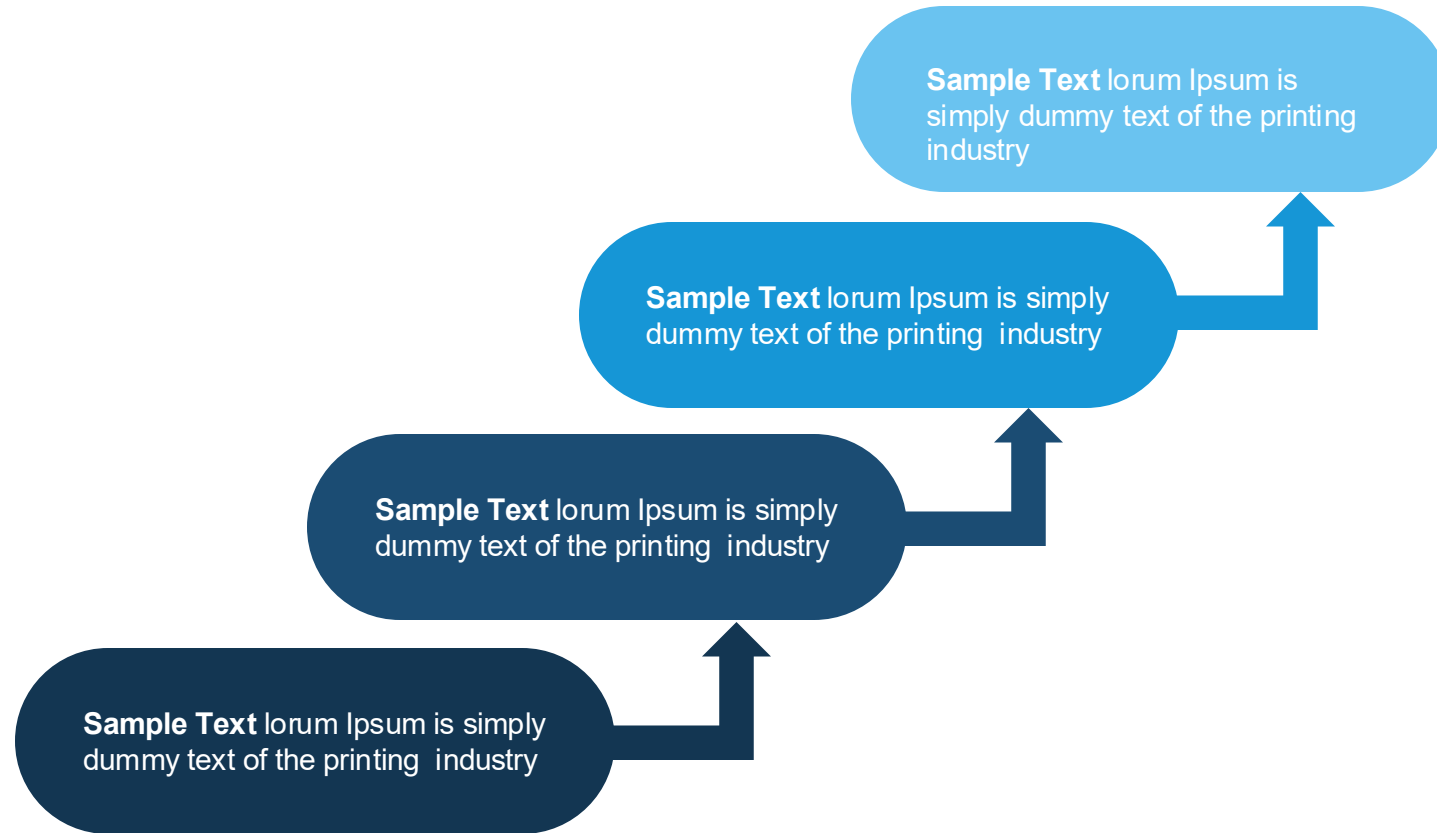 Sample Text lorum Ipsum is
simply dummy text of the printing
industry
Sample Text lorum Ipsum is simply
dummy text of the printing  industry
Sample Text lorum Ipsum is simply
dummy text of the printing  industry
Sample Text lorum Ipsum is simply
dummy text of the printing  industry